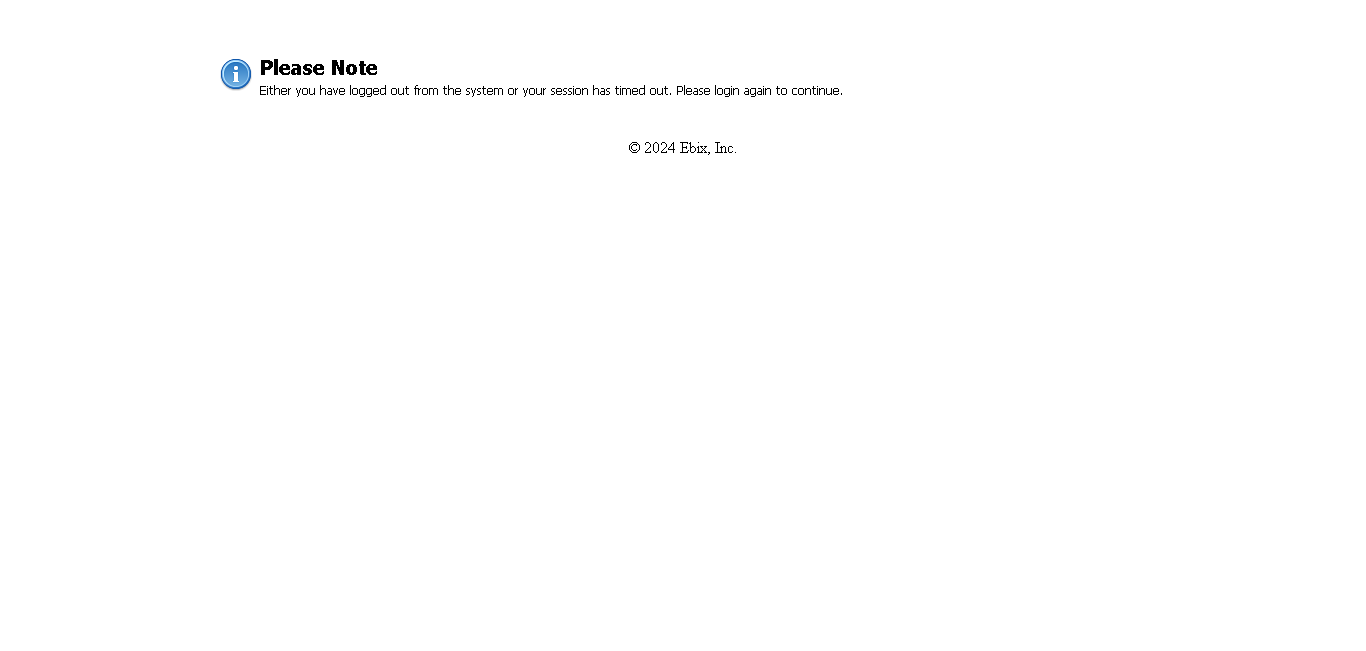 Please Note
Either you have logged out from the system or your session has timed out. Please login again to continue.
© 2024 Ebix, Inc.